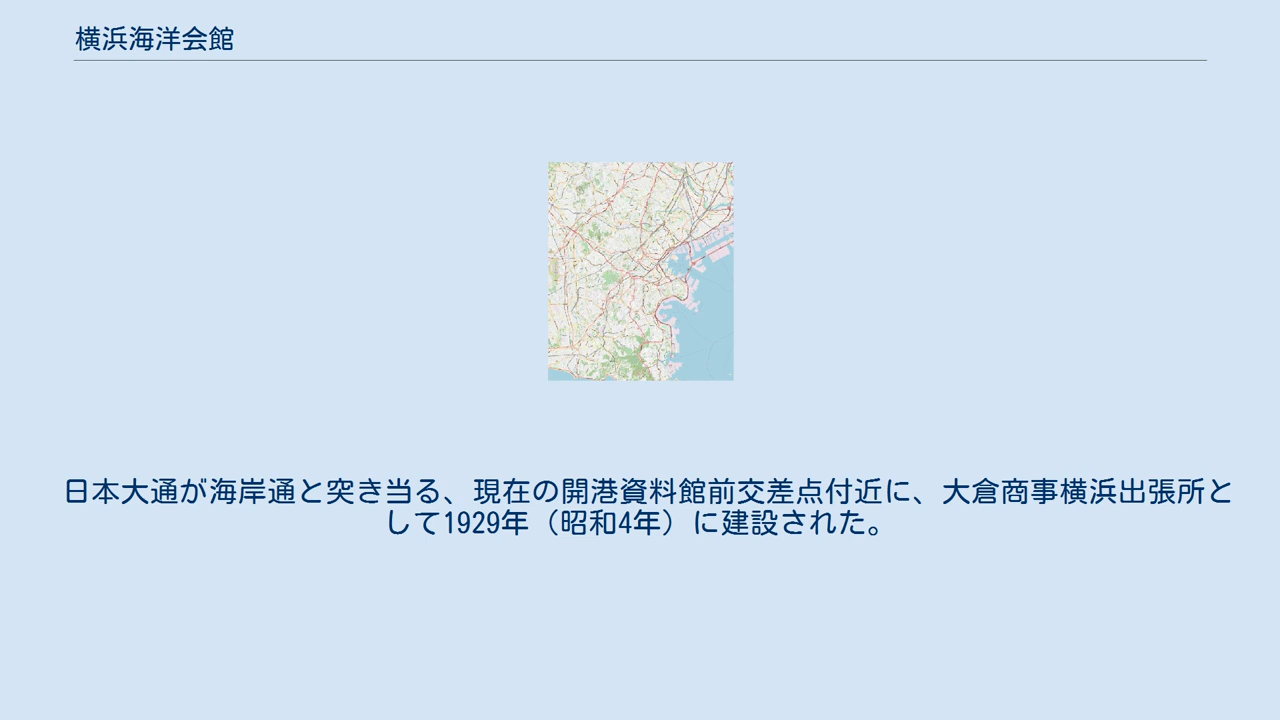 横浜海洋会館
日本大通が海岸通と突き当る、現在の開港資料館前交差点付近に、大倉商事横浜出張所と
して1929年（昭和4年）に建設された。